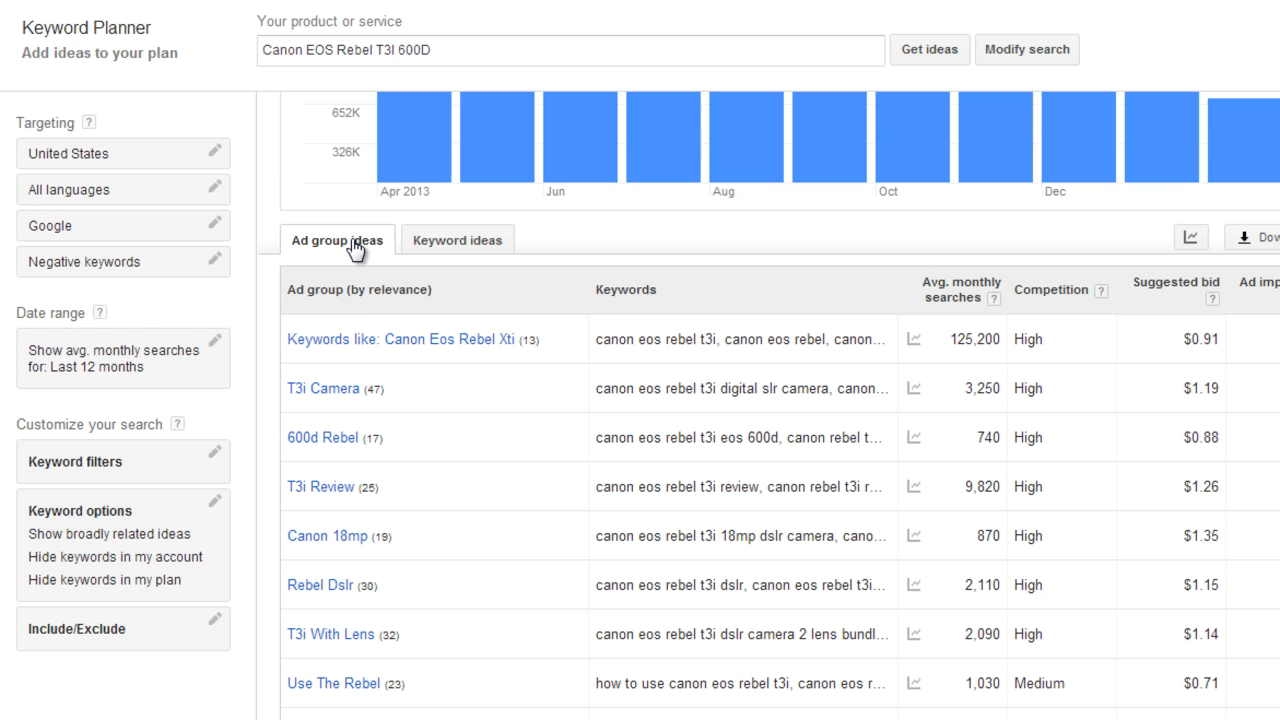 Keyword Planner
Add ideas to your plan
Your product or service
Canon EOS Rebel T3I 600D
Get ideas
Modify search
Targeting ?
United States
All languages
Google
Negative keywords
Date range ?
Show avg. monthly searches
for: Last 12 months
Customize your search ?
Keyword filters
Keyword options
Show broadly related ideas
Hide keywords in my account
Hide keywords in my plan
Include/Exclude
652K
326K
Apr 2013 Jun Aug Oct Dec
Ad group ideas Keyword ideas
Ad group (by relevance) Keywords Avg. monthly searches ? Competition ? Suggested bid ? Ad
Keywords like: Canon Eos Rebel Xti (13) canon eos rebel t3i, canon eos rebel, canon... 125,200 High $0.91
T3i Camera (47) canon eos rebel t3i digital slr camera, canon... 3,250 High $1.19
600d Rebel (17) canon eos rebel t3i eos 600d, canon rebel t... 740 High $0.88
T3i Review (25) canon eos rebel t3i review, canon rebel t3i r... 9,820 High $1.26
Canon 18mp (19) canon eos rebel t3i 18mp dslr camera, cano... 870 High $1.35
Rebel Dslr (30) canon eos rebel t3i dslr, canon eos rebel t3i... 2,110 High $1.15
T3i With Lens (32) canon eos rebel t3i dslr camera 2 lens bundl... 2,090 High $1.14
Use The Rebel (23) how to use canon eos rebel t3i, canon eos r... 1,030 Medium $0.71